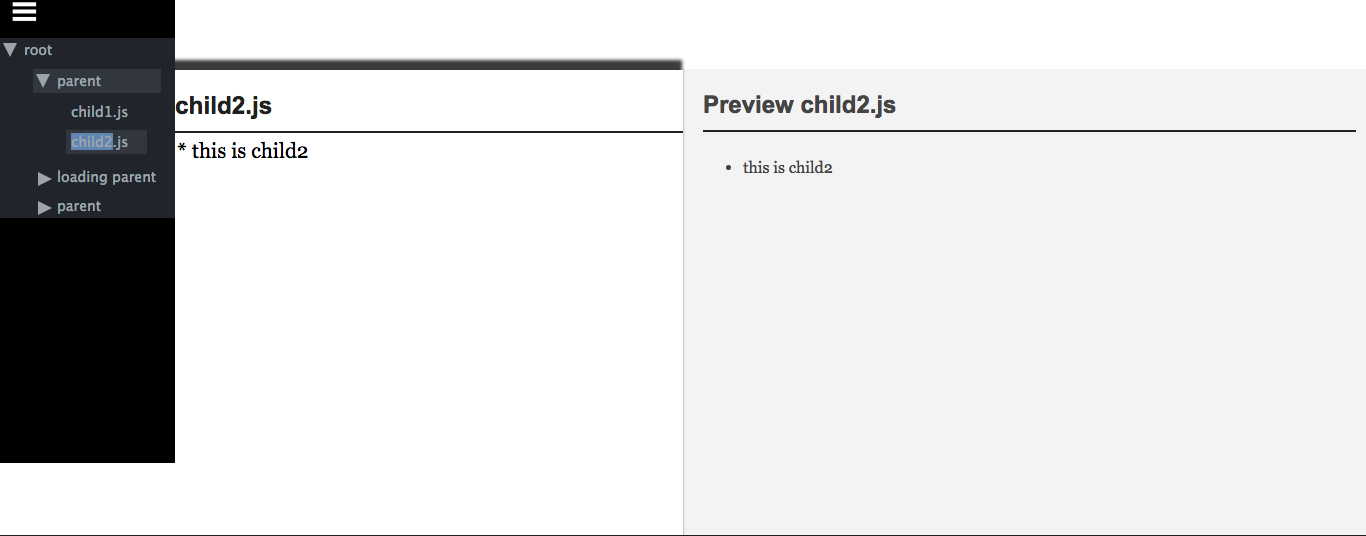 root
parent
child1.js
child2.js
loading parent
parent
child2.js
* this is child2
Preview child2.js
• this is child2